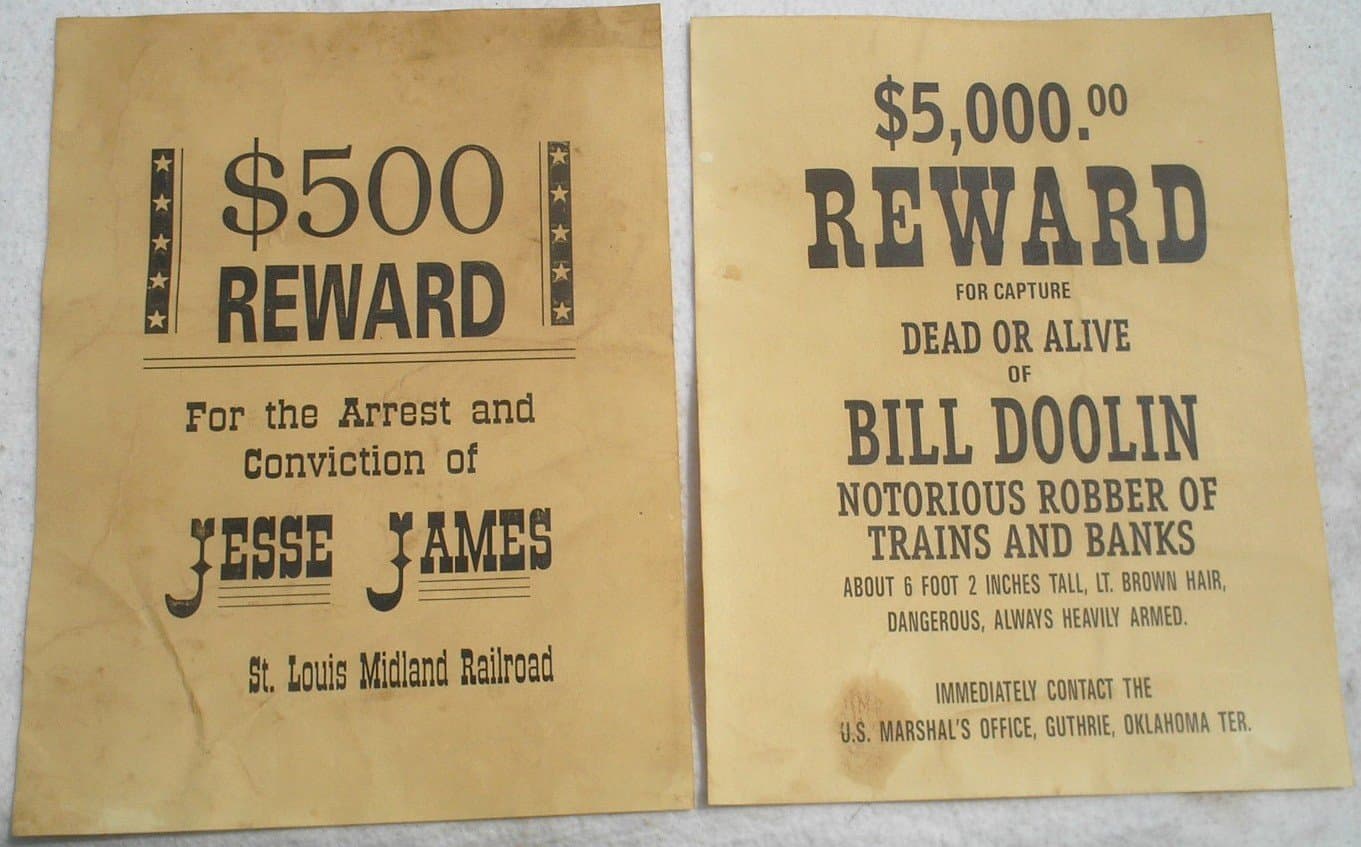 $500
REWARD
For the Arrest and
Conviction of
JESSE JAMES
St. Louis Midland Railroad
$5,000.00
REWARD
FOR CAPTURE
DEAD OR ALIVE
OF
BILL DOOLIN
NOTORIOUS ROBBER OF
TRAINS AND BANKS
ABOUT 6 FOOT 2 INCHES TALL, LT. BROWN HAIR,
DANGEROUS, ALWAYS HEAVILY ARMED.
IMMEDIATELY CONTACT THE
U.S. MARSHAL'S OFFICE, GUTHRIE, OKLAHOMA TER.